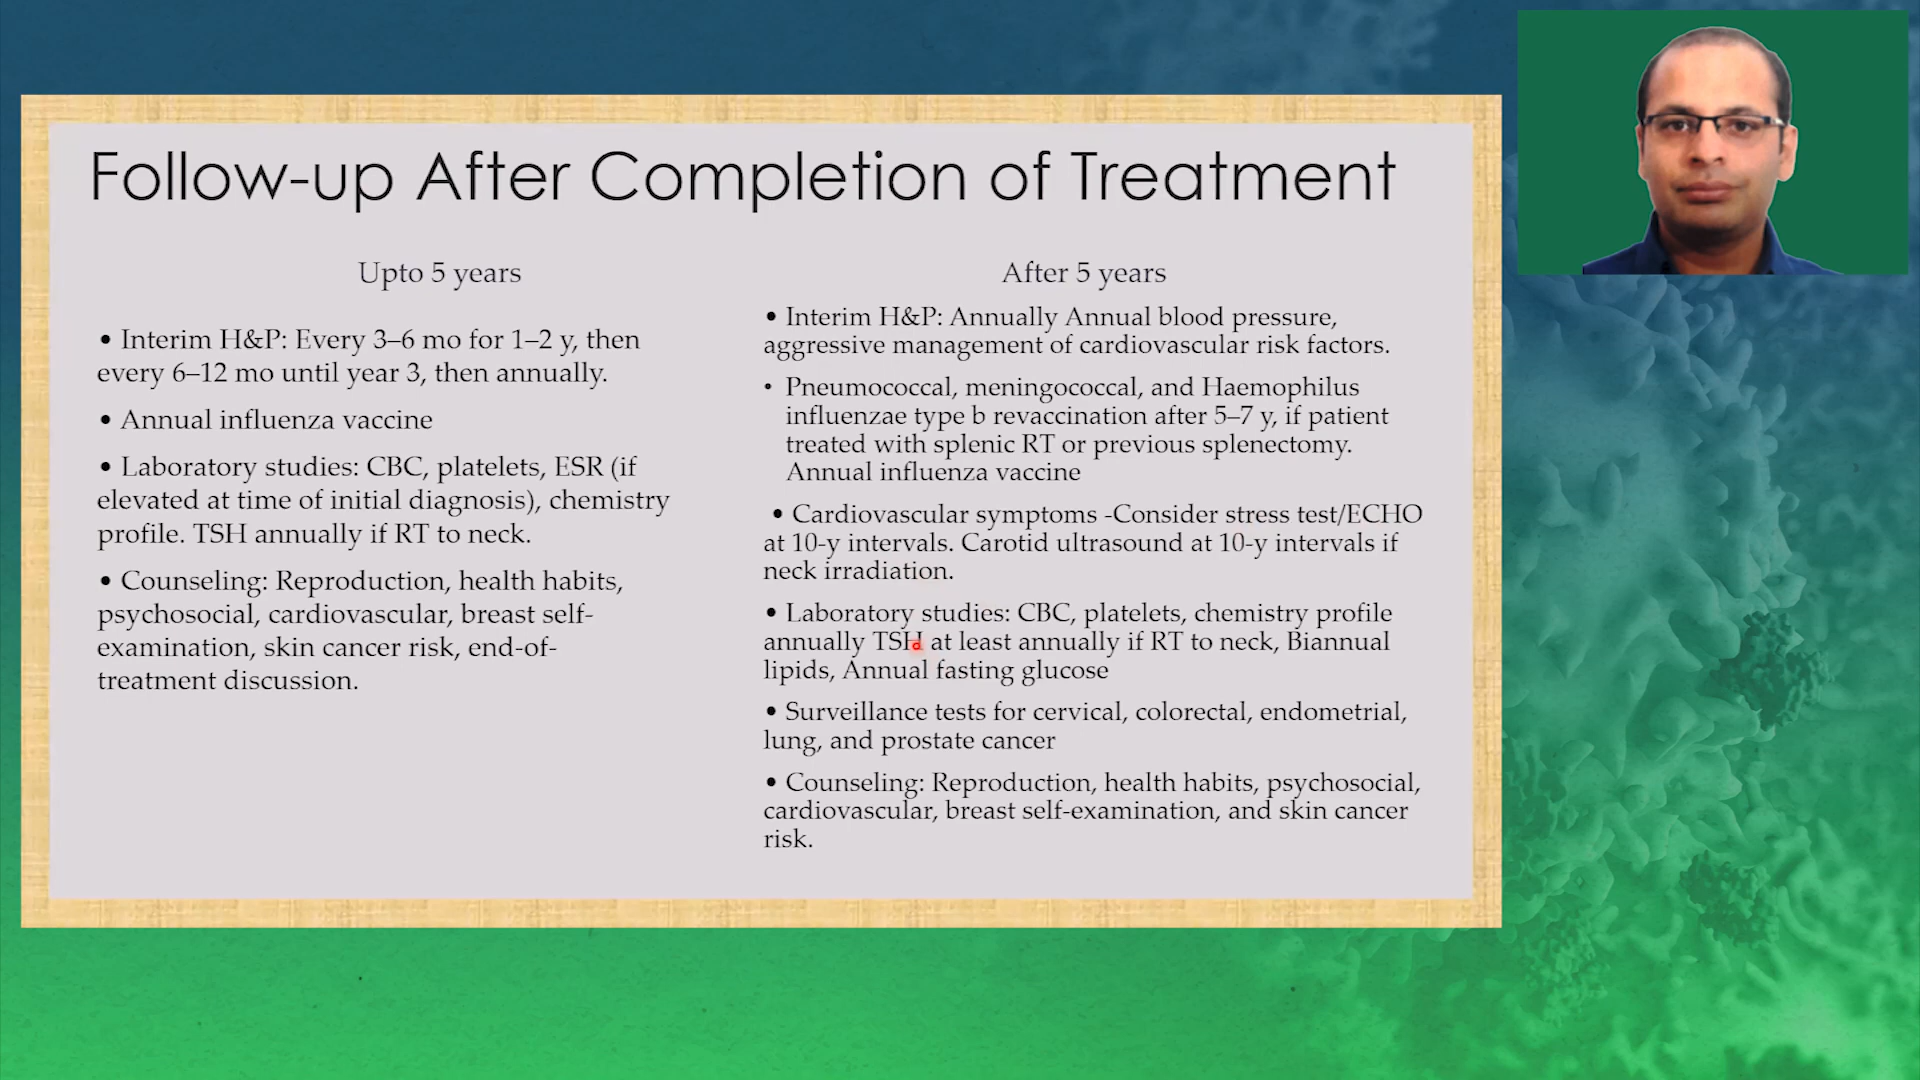 Follow-up After Completion of Treatment
Upto 5 years
• Interim H&P: Every 3–6 mo for 1–2 y, then
every 6–12 mo until year 3, then annually.
• Annual influenza vaccine
• Laboratory studies: CBC, platelets, ESR (if
elevated at time of initial diagnosis), chemistry
profile. TSH annually if RT to neck.
• Counseling: Reproduction, health habits,
psychosocial, cardiovascular, breast self-
examination, skin cancer risk, end-of-
treatment discussion.
After 5 years
• Interim H&P: Annually Annual blood pressure,
aggressive management of cardiovascular risk factors.
• Pneumococcal, meningococcal, and Haemophilus
influenzae type b revaccination after 5–7 y, if patient
treated with splenic RT or previous splenectomy.
Annual influenza vaccine
• Cardiovascular symptoms -Consider stress test/ECHO
at 10-y intervals. Carotid ultrasound at 10-y intervals if
neck irradiation.
• Laboratory studies: CBC, platelets, chemistry profile
annually TSH at least annually if RT to neck, Biannual
lipids, Annual fasting glucose
• Surveillance tests for cervical, colorectal, endometrial,
lung, and prostate cancer
• Counseling: Reproduction, health habits, psychosocial,
cardiovascular, breast self-examination, and skin cancer
risk.